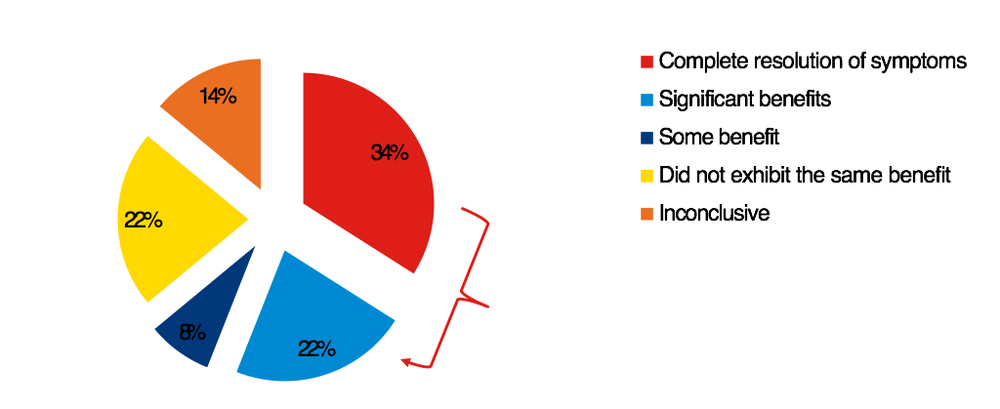 Complete resolution of symptoms
Significant benefits
Some benefit
Did not exhibit the same benefit
Inconclusive
14%
34%
22%
8%
22%